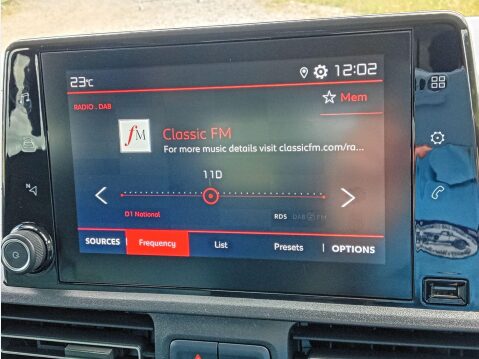 23°C
12:02
RADIO . DAB
Mem
fM
Classic FM
For more music details visit classicfm.com/ra...
11D
D1 National
RDS DAB FM
SOURCES Frequency List Presets OPTIONS
N